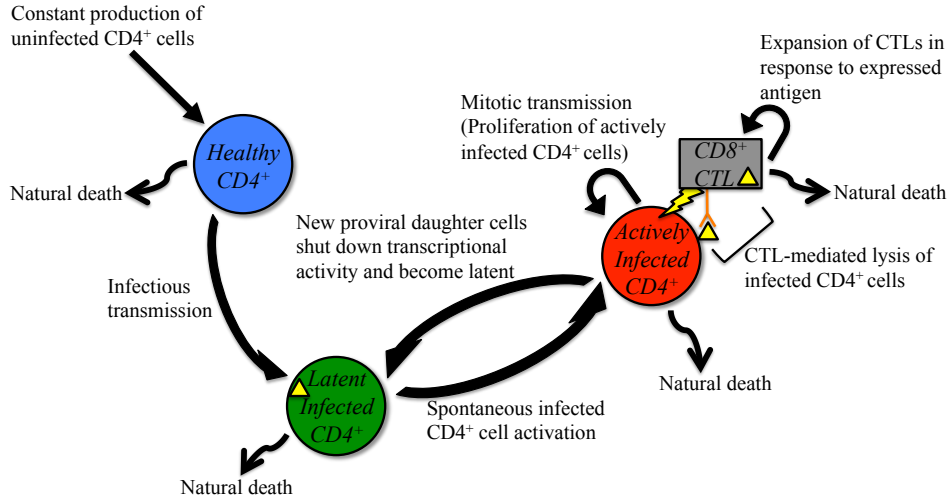 Constant production of
uninfected CD4⁺ cells
Healthy
CD4⁺
Natural death
Infectious
transmission
Latent
Infected
CD4⁺
Natural death
New proviral daughter cells
shut down transcriptional
activity and become latent
Spontaneous infected
CD4⁺ cell activation
Mitotic transmission
(Proliferation of actively
infected CD4⁺ cells)
Actively
Infected
CD4⁺
Natural death
Expansion of CTLs in
response to expressed
antigen
CD8⁺
CTL
Natural death
CTL-mediated lysis of
infected CD4⁺ cells